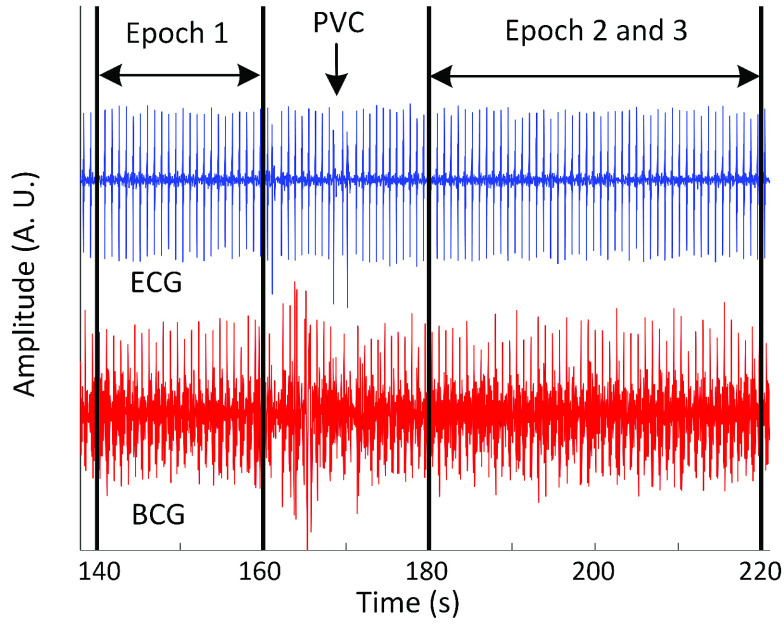 Epoch 1
PVC
Epoch 2 and 3
Amplitude (A. U.)
ECG
BCG
140 160 180 200 220
Time (s)